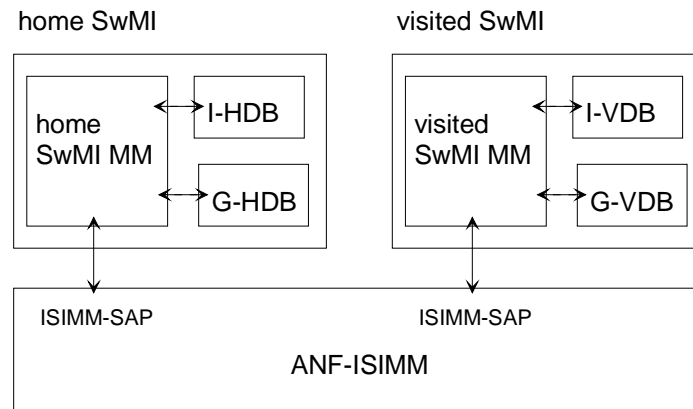 home SwMI
visited SwMI
home
SwMI MM
I-HDB
G-HDB
visited
SwMI MM
I-VDB
G-VDB
ISIMM-SAP
ISIMM-SAP
ANF-ISIMM